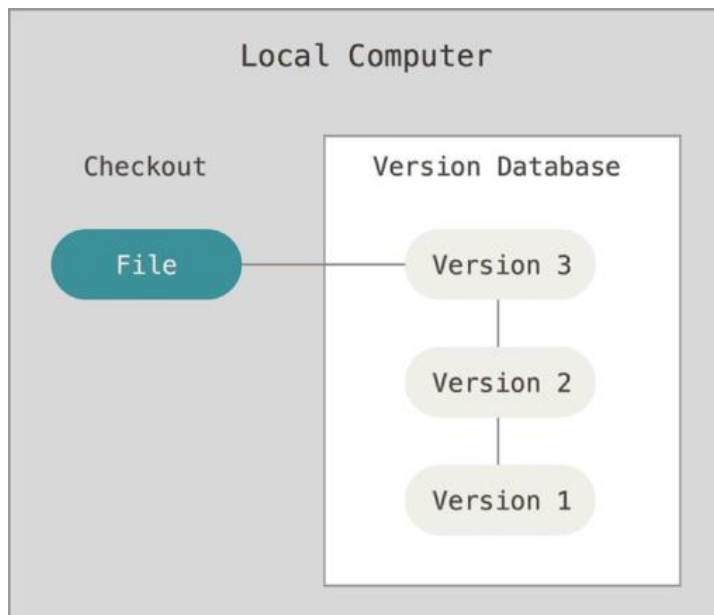 Local Computer
Checkout
Version Database
File
Version 3
Version 2
Version 1